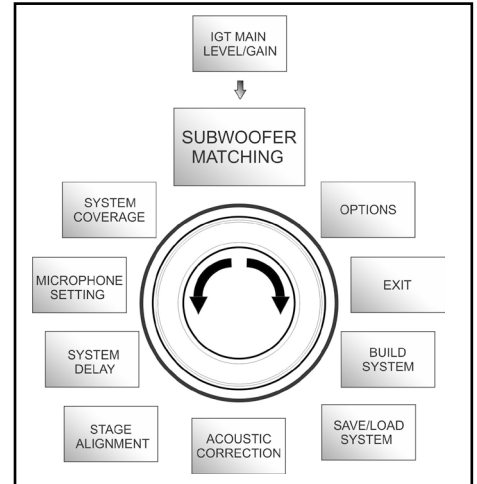 IGT MAIN
LEVEL/GAIN
SUBWOOFER
MATCHING
SYSTEM
COVERAGE
OPTIONS
MICROPHONE
SETTING
EXIT
SYSTEM
DELAY
BUILD
SYSTEM
STAGE
ALIGNMENT
ACOUSTIC
CORRECTION
SAVE/LOAD
SYSTEM